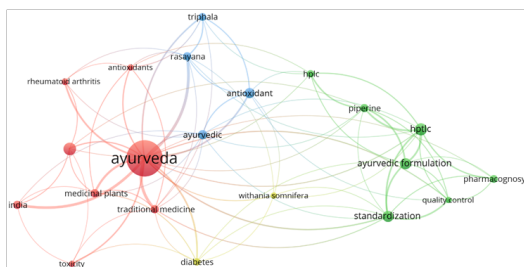 triphala
rasayana
antioxidants
rheumatoid arthritis
hplc
antioxidant
piperine
hptlc
ayurvedic
ayurveda
ayurvedic formulation
pharmacognosy
medicinal plants
withania somnifera
quality control
india
traditional medicine
standardization
toxicity
diabetes